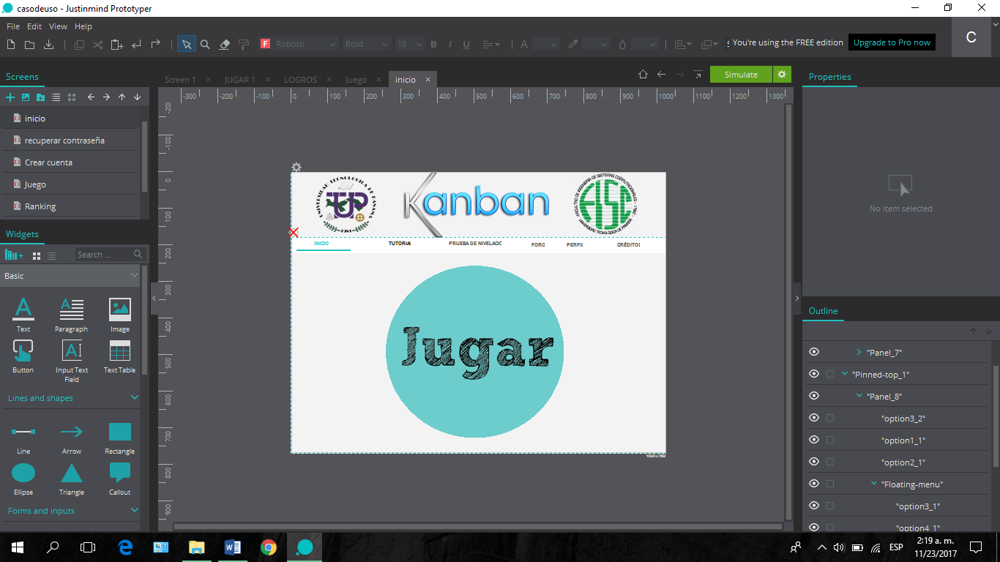 casodeuso - Justinmind Prototyper
File Edit View Help
Roboto Bold 10 B I U A
You're using the FREE edition Upgrade to Pro now C
Screens
Screen 1 JUGAR 1 LOGROS Juego inicio
Simulate
Properties
-300 -200 -100 0 100 200 300 400 500 600 700 800 900 1000 1100 1200 1300
inicio
recuperar contraseña
Crear cuenta
Juego
Ranking
-200
-100
0
100
200
300
400
500
600
700
800
900
UTP
1981
Kanban
FISC
INICIO TUTORIA PRUEBA DE NIVELACIÓ FORO PERFIL CRÉDITOS
Jugar
1024 x 768
No item selected
Widgets
Search ...
Basic
Text Paragraph Image
Button Input Text Field Text Table
Lines and shapes
Line Arrow Rectangle
Ellipse Triangle Callout
Forms and inputs
Outline
"Panel_7"
"Pinned-top_1"
"Panel_8"
"option3_2"
"option1_1"
"option2_1"
"Floating-menu"
"option3_1"
"option4_1"
ESP
2:19 a. m.
11/23/2017